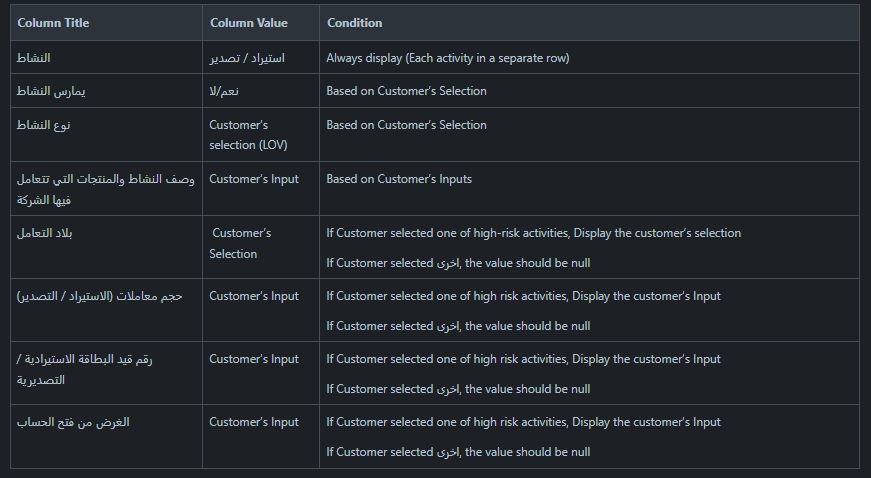 Column Title
Column Value
Condition
النشاط
استيراد / تصدير
Always display (Each activity in a separate row)
يمارس النشاط
نعم/لا
Based on Customer's Selection
نوع النشاط
Customer's
selection (LOV)
Based on Customer's Selection
وصف النشاط والمنتجات التي تتعامل
فيها الشركة
Customer's Input
Based on Customer's Inputs
بلاد التعامل
Customer's
Selection
If Customer selected one of high-risk activities, Display the customer's selection
If Customer selected اخرى, the value should be null
حجم معاملات (الاستيراد / التصدير)
Customer's Input
If Customer selected one of high risk activities, Display the customer's Input
If Customer selected اخرى, the value should be null
رقم قيد البطاقة الاستيرادية /
التصديرية
Customer's Input
If Customer selected one of high risk activities, Display the customer's Input
If Customer selected اخرى, the value should be null
الغرض من فتح الحساب
Customer's Input
If Customer selected one of high risk activities, Display the customer's Input
If Customer selected اخرى, the value should be null